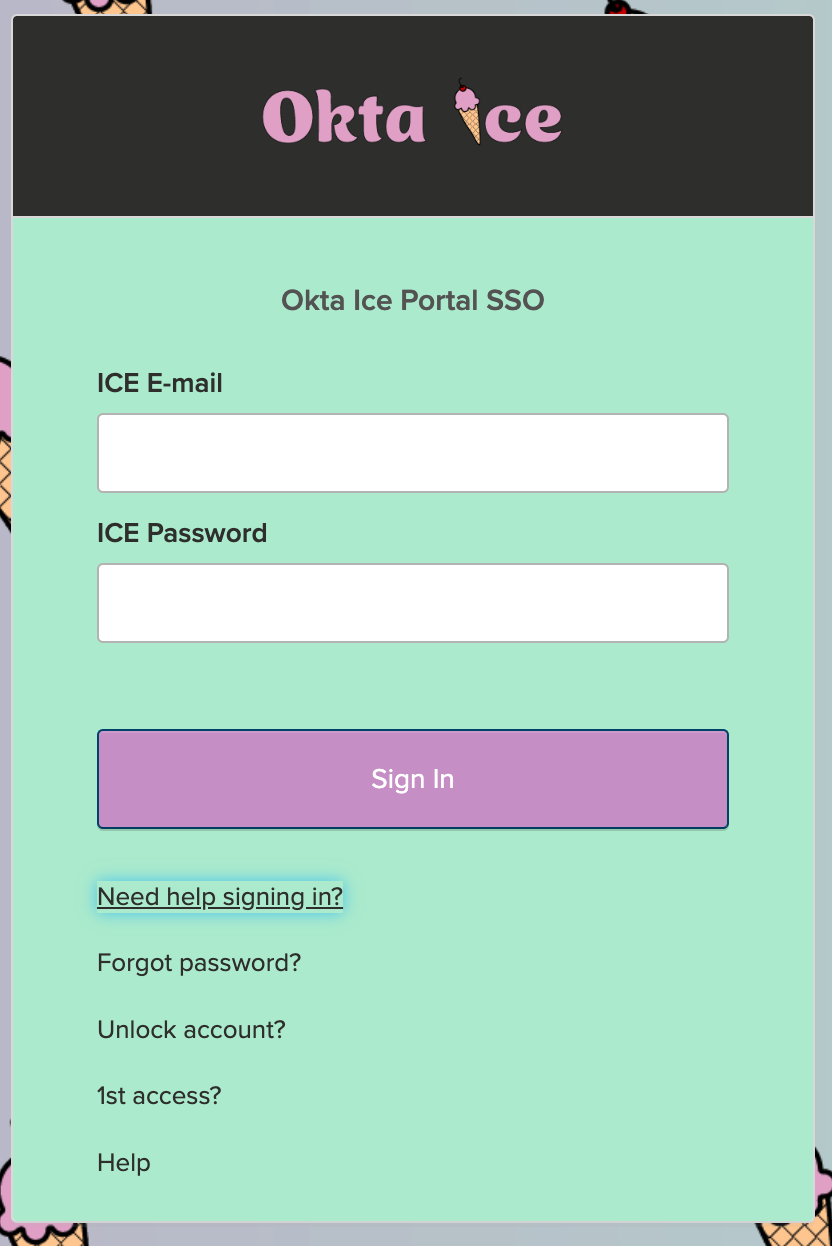 Okta Ice
Okta Ice Portal SSO
ICE E-mail
ICE Password
Sign In
Need help signing in?
Forgot password?
Unlock account?
1st access?
Help